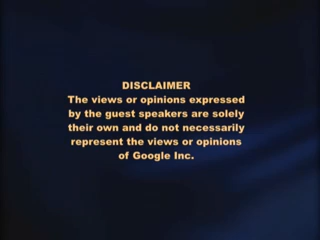 DISCLAIMER
The views or opinions expressed
by the guest speakers are solely
their own and do not necessarily
represent the views or opinions
of Google Inc.